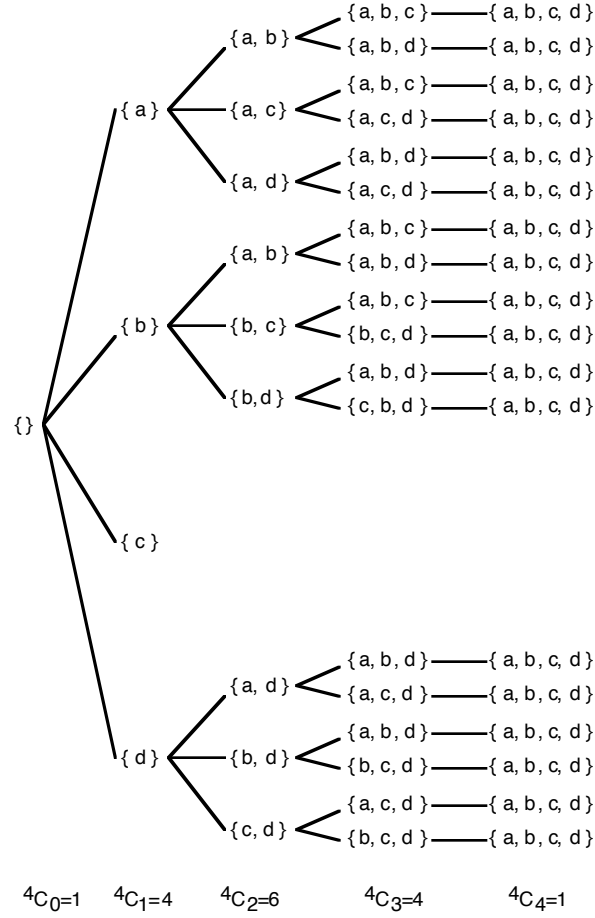 {a, b, c} { a, b, c, d }
{a, b}
{a, b, d} { a, b, c, d }
{a, b, c} { a, b, c, d }
{ a } {a, c}
{a, c, d} { a, b, c, d }
{a, b, d} { a, b, c, d }
{a, d}
{a, c, d} { a, b, c, d }
{a, b, c} { a, b, c, d }
{a, b}
{a, b, d} { a, b, c, d }
{a, b, c} { a, b, c, d }
{ b } {b, c}
{b, c, d} { a, b, c, d }
{a, b, d} { a, b, c, d }
{b,d}
{c, b, d} { a, b, c, d }
{}
{ c }
{a, b, d} { a, b, c, d }
{a, d}
{a, c, d} { a, b, c, d }
{a, b, d} { a, b, c, d }
{ d } {b, d}
{b, c, d} { a, b, c, d }
{a, c, d} { a, b, c, d }
{c, d}
{b, c, d} { a, b, c, d }
⁴C₀=1 ⁴C₁=4 ⁴C₂=6 ⁴C₃=4 ⁴C₄=1